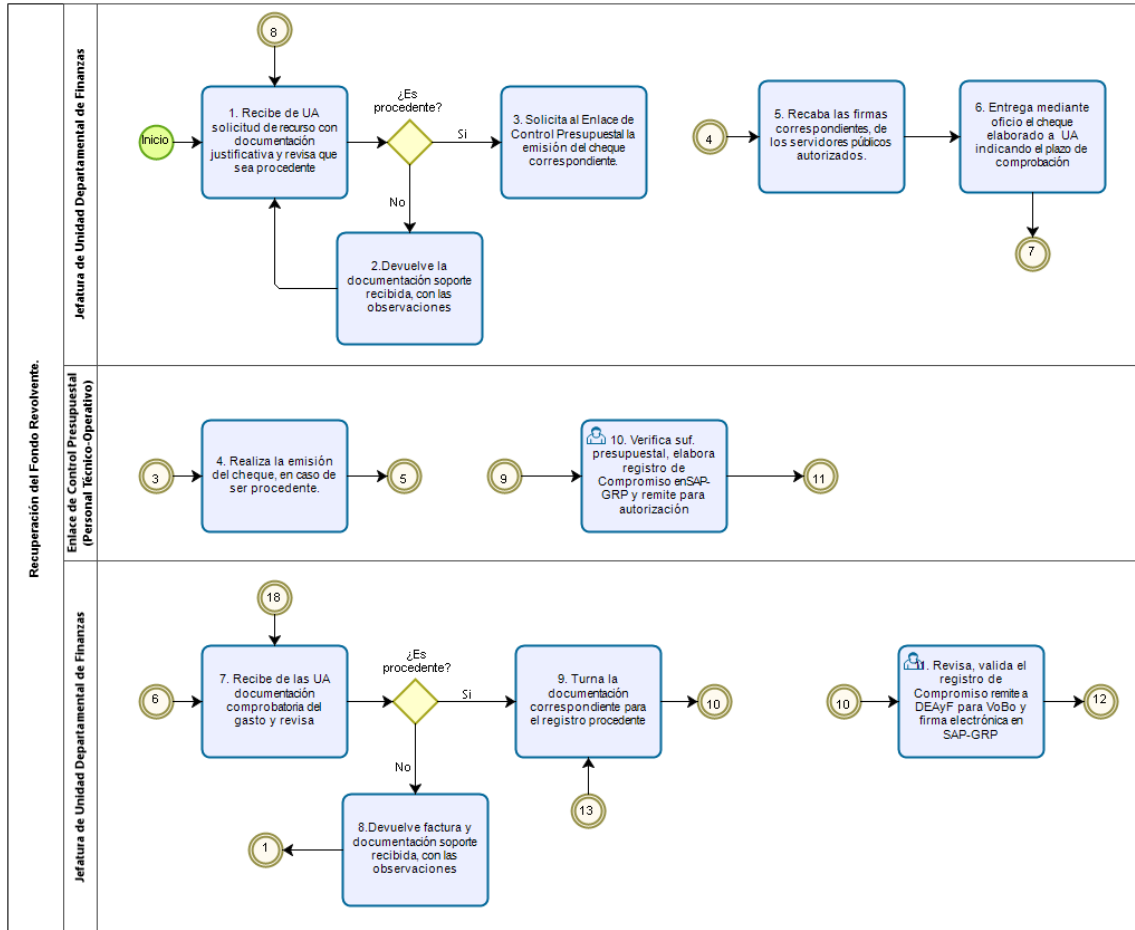 Recuperación del Fondo Revolvente.
Jefatura de Unidad Departamental de Finanzas
8
Inicio
1. Recibe de UA
solicitud de recurso con
documentación
justificativa y revisa que
sea procedente
¿Es
procedente?
Si
No
3. Solicita al Enlace de
Control Presupuestal la
emisión del cheque
correspondiente.
2.Devuelve la
documentación soporte
recibida, con las
observaciones
4
5. Recaba las firmas
correspondientes, de
los servidores públicos
autorizados.
6. Entrega mediante
oficio el cheque
elaborado a UA
indicando el plazo de
comprobación
7
Enlace de Control Presupuestal
(Personal Técnico-Operativo)
3
4. Realiza la emisión
del cheque, en caso de
ser procedente.
5
9
10. Verifica suf.
presupuestal, elabora
registro de
Compromiso enSAP-
GRP y remite para
autorización
11
Jefatura de Unidad Departamental de Finanzas
18
6
7. Recibe de las UA
documentación
comprobatoria del
gasto y revisa
¿Es
procedente?
Si
No
9. Turna la
documentación
correspondiente para
el registro procedente
10
13
8.Devuelve factura y
documentación soporte
recibida, con las
observaciones
1
10
1. Revisa, valida el
registro de
Compromiso remite a
DEAyF para VoBo y
firma electrónica en
SAP-GRP
12